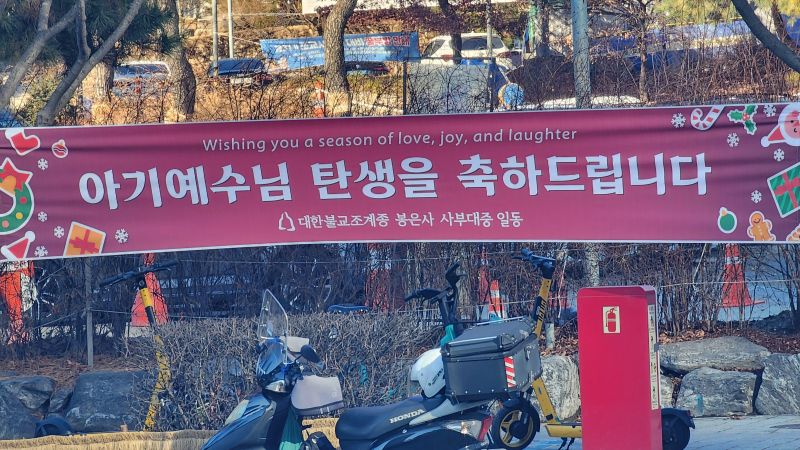 Wishing you a season of love, joy, and laughter
아기예수님 탄생을 축하드립니다
대한불교조계종 봉은사 사부대중 일동
HONDA